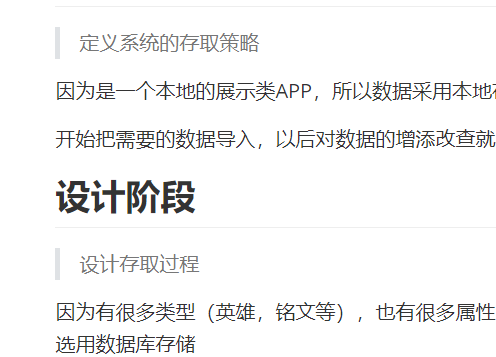 定义系统的存取策略
因为是一个本地的展示类APP，所以数据采用本地
开始把需要的数据导入，以后对数据的增添改查就
设计阶段
设计存取过程
因为有很多类型（英雄，铭文等），也有很多属性
选用数据库存储